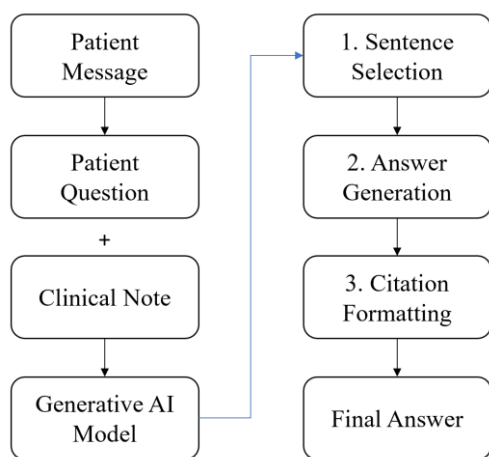 Patient
Message
Patient
Question
+
Clinical Note
Generative AI
Model
1. Sentence
Selection
2. Answer
Generation
3. Citation
Formatting
Final Answer